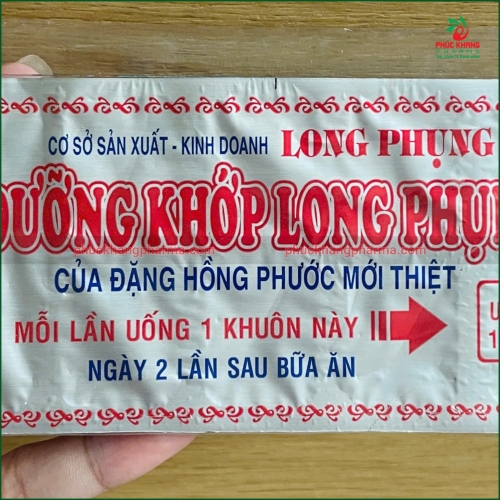 PHÚC KHANG
CƠ SỞ SẢN XUẤT - KINH DOANH LONG PHỤNG
DƯỠNG KHỚP LONG PHỤ
phuckhangpharma.com phuckhangpharma.com
CỦA ĐẶNG HỒNG PHƯỚC MỚI THIỆT
MỖI LẦN UỐNG 1 KHUÔN NÀY
NGÀY 2 LẦN SAU BỮA ĂN